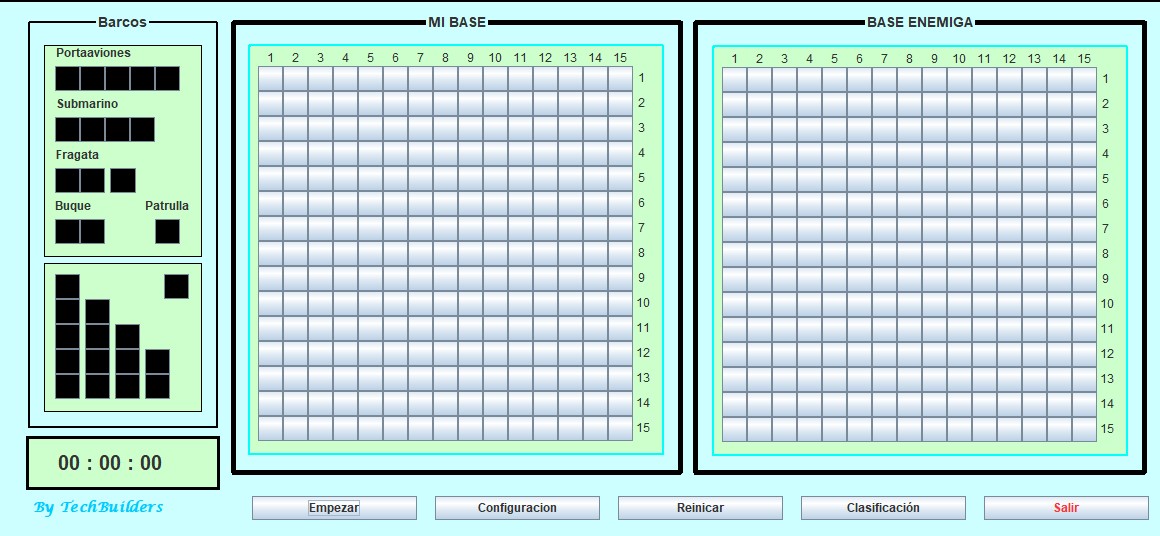 Barcos
Portaaviones
Submarino
Fragata
Buque Patrulla
00 : 00 : 00
By TechBuilders
MI BASE
1 2 3 4 5 6 7 8 9 10 11 12 13 14 15
1
2
3
4
5
6
7
8
9
10
11
12
13
14
15
BASE ENEMIGA
1 2 3 4 5 6 7 8 9 10 11 12 13 14 15
1
2
3
4
5
6
7
8
9
10
11
12
13
14
15
Empezar Configuracion Reinicar Clasificación Salir